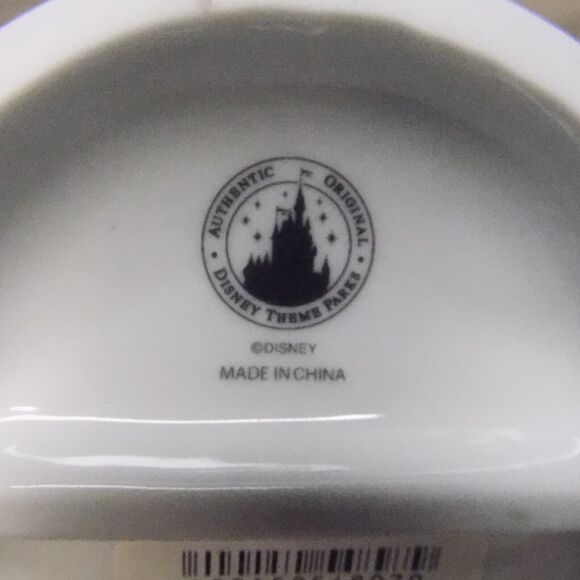 AUTHENTIC ORIGINAL
• DISNEY THEME PARKS •
©DISNEY
MADE IN CHINA